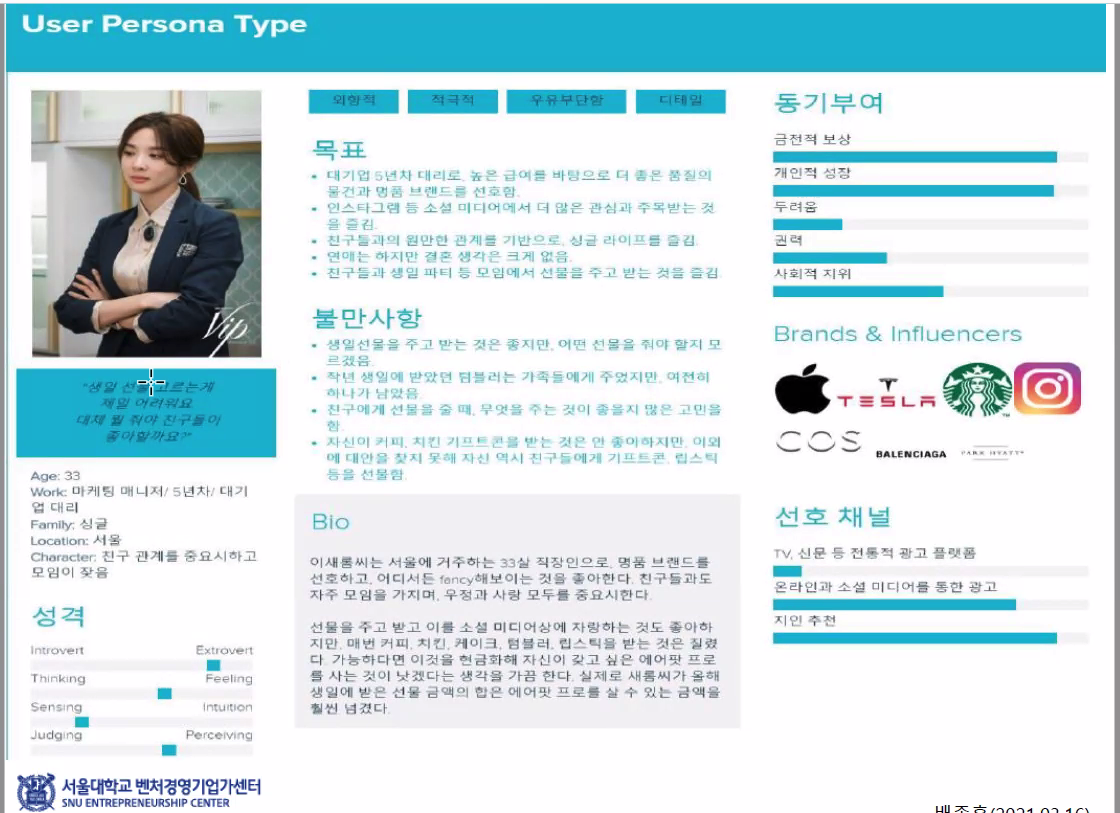 User Persona Type
Vip
"생일 선물 고르는게
제일 어려워요
대체 뭘 줘야 친구들이
좋아할까요?"
Age: 33
Work: 마케팅 매니저/ 5년차/ 대기
업 대리
Family: 싱글
Location: 서울
Character: 친구 관계를 중요시하고
모임이 잦음
성격
Introvert Extrovert
Thinking Feeling
Sensing Intuition
Judging Perceiving
외향적 적극적 우유부단함 디테일
목표
• 대기업 5년차 대리로, 높은 급여를 바탕으로 더 좋은 품질의
물건과 명품 브랜드를 선호함.
• 인스타그램 등 소셜 미디어에서 더 많은 관심과 주목받는 것
을 즐김.
• 친구들과의 원만한 관계를 기반으로, 싱글 라이프를 즐김.
• 연애는 하지만 결혼 생각은 크게 없음.
• 친구들과 생일 파티 등 모임에서 선물을 주고 받는 것을 즐김.
불만사항
• 생일선물을 주고 받는 것은 좋지만, 어떤 선물을 줘야 할지 모
르겠음.
• 작년 생일에 받았던 텀블러는 가족들에게 주었지만, 여전히
하나가 남았음.
• 친구에게 선물을 줄 때, 무엇을 주는 것이 좋을지 많은 고민을
함.
• 자신이 커피, 치킨 기프트콘을 받는 것은 안 좋아하지만, 이외
에 대안을 찾지 못해 자신 역시 친구들에게 기프트콘, 립스틱
등을 선물함.
Bio
이새롬씨는 서울에 거주하는 33살 직장인으로, 명품 브랜드를
선호하고, 어디서든 fancy해보이는 것을 좋아한다. 친구들과도
자주 모임을 가지며, 우정과 사랑 모두를 중요시한다.
선물을 주고 받고 이를 소셜 미디어상에 자랑하는 것도 좋아하
지만, 매번 커피, 치킨, 케이크, 텀블러, 립스틱을 받는 것은 질렸
다. 가능하다면 이것을 현금화해 자신이 갖고 싶은 에어팟 프로
를 사는 것이 낫겠다는 생각을 가끔 한다. 실제로 새롬씨가 올해
생일에 받은 선물 금액의 합은 에어팟 프로를 살 수 있는 금액을
훨씬 넘겼다.
동기부여
금전적 보상
개인적 성장
두려움
권력
사회적 지위
Brands & Influencers
TESLA
COS BALENCIAGA PARK HYATT
선호 채널
TV, 신문 등 전통적 광고 플랫폼
온라인과 소셜 미디어를 통한 광고
지인 추천
서울대학교 벤처경영기업가센터
SNU ENTREPRENEURSHIP CENTER